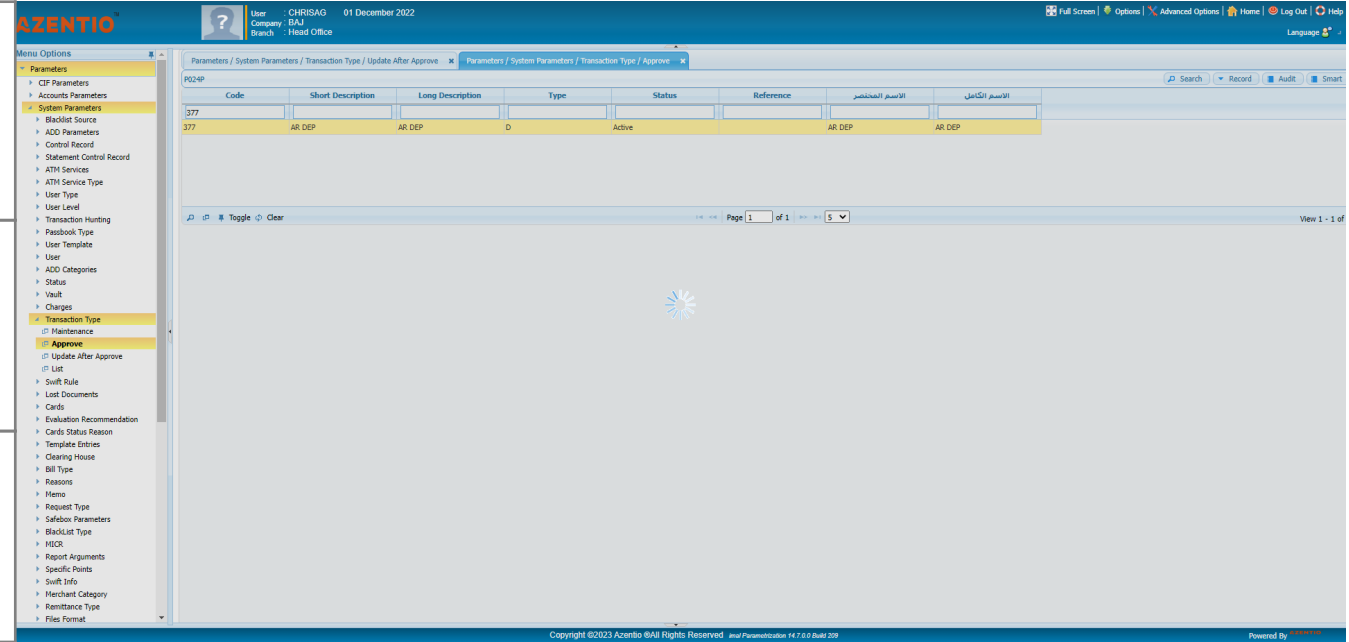 AZENTIO™
User : CHRISAG 01 December 2022
Company : BAJ
Branch : Head Office
Full Screen | Options | Advanced Options | Home | Log Out | Help
Language
Menu Options
Parameters
CIF Parameters
Accounts Parameters
System Parameters
Blacklist Source
ADD Parameters
Control Record
Statement Control Record
ATM Services
ATM Service Type
User Type
User Level
Transaction Hunting
Passbook Type
User Template
User
ADD Categories
Status
Vault
Charges
Transaction Type
Maintenance
Approve
Update After Approve
List
Swift Rule
Lost Documents
Cards
Evaluation Recommendation
Cards Status Reason
Template Entries
Clearing House
Bill Type
Reasons
Memo
Request Type
Safebox Parameters
BlackList Type
MICR
Report Arguments
Specific Points
Swift Info
Merchant Category
Remittance Type
Files Format
Parameters / System Parameters / Transaction Type / Update After Approve x Parameters / System Parameters / Transaction Type / Approve x
P024P Search Record Audit Smart
Code Short Description Long Description Type Status Reference الاسم المختصر الاسم الكامل
377
377 AR DEP AR DEP D Active AR DEP AR DEP
Toggle Clear Page 1 of 1 5 View 1 - 1 of
Copyright ©2023 Azentio ®All Rights Reserved imal Parametrization 14.7.0.0 Build 209 Powered By AZENTIO